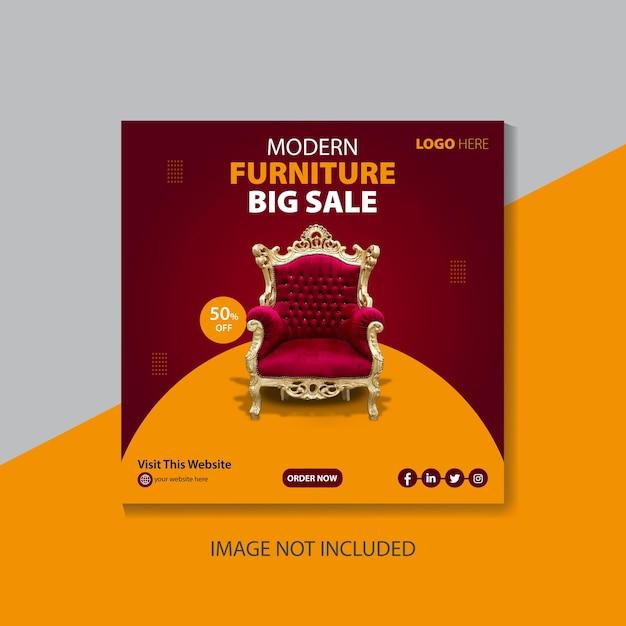 MODERN
FURNITURE
BIG SALE
LOGO HERE
50%
OFF
Visit This Website
your website here
ORDER NOW
IMAGE NOT INCLUDED